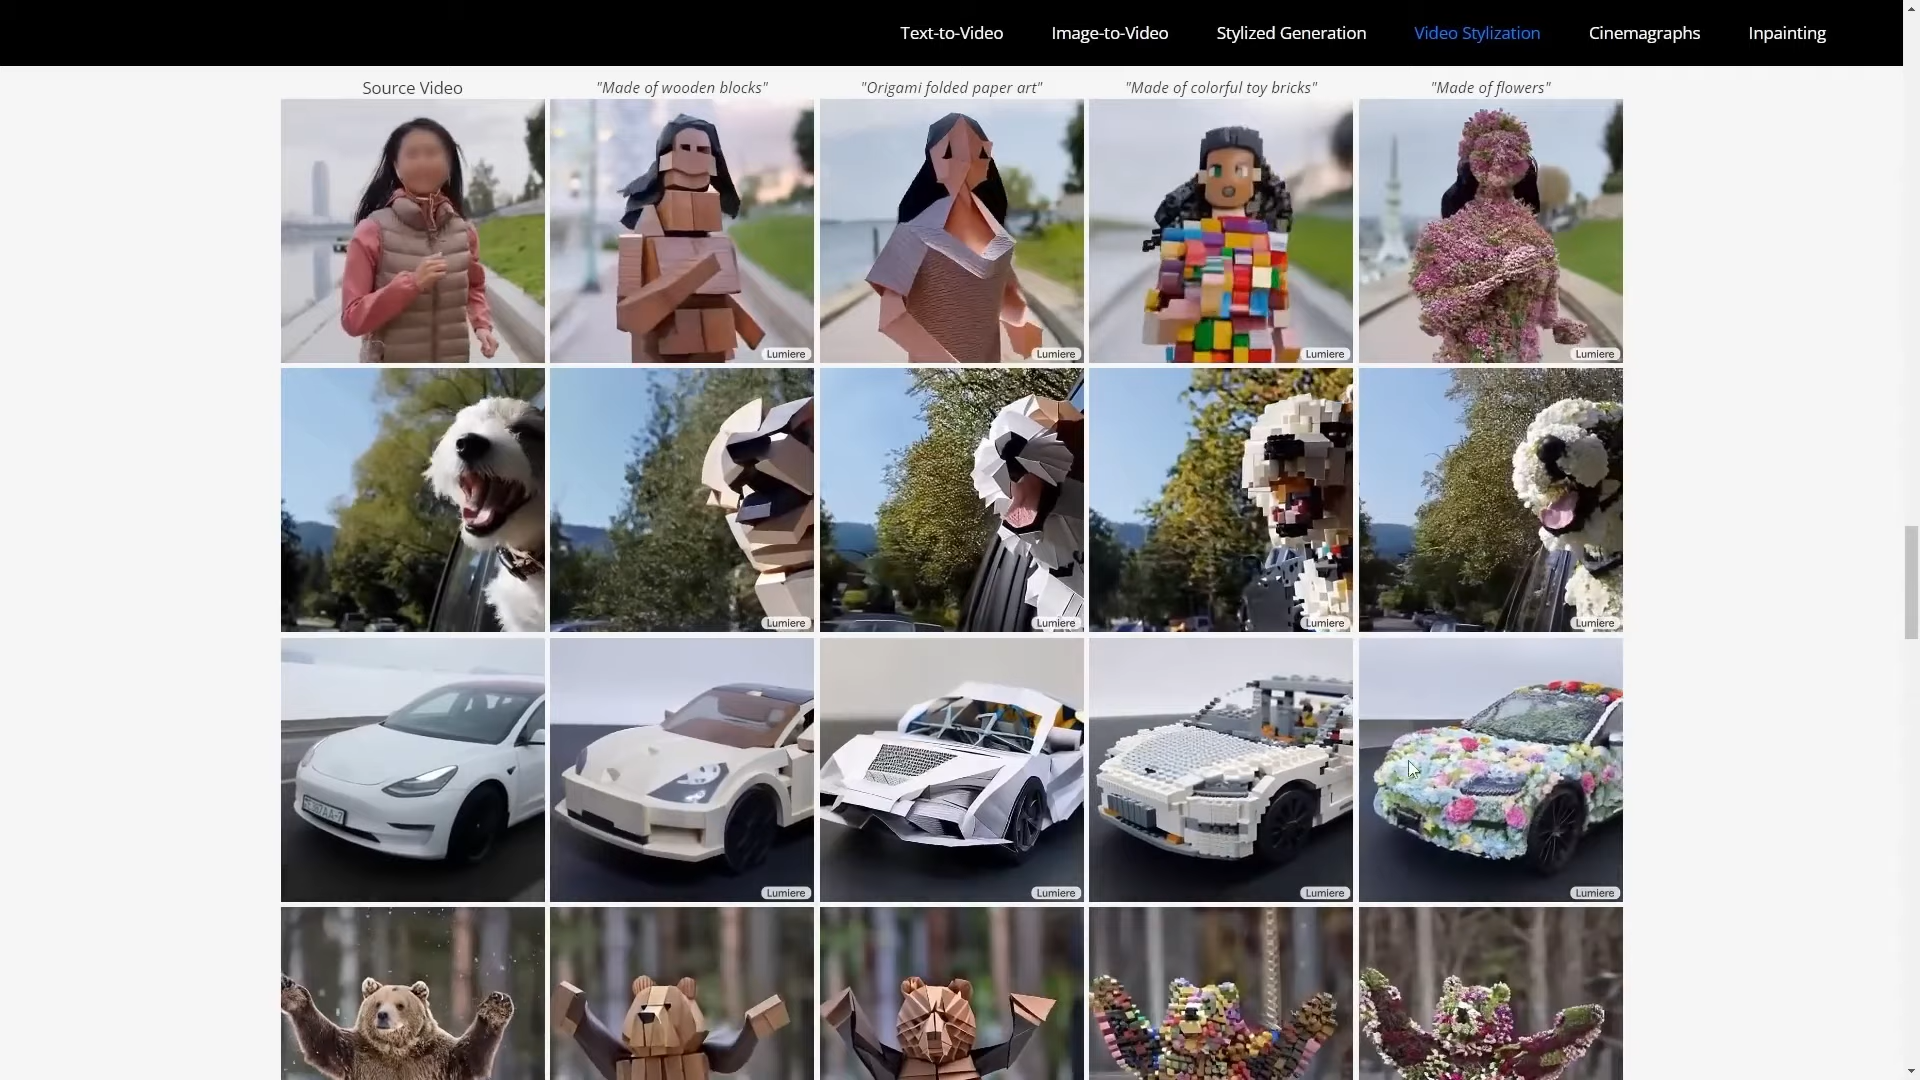 Text-to-Video Image-to-Video Stylized Generation Video Stylization Cinemagraphs Inpainting
Source Video "Made of wooden blocks" "Origami folded paper art" "Made of colorful toy bricks" "Made of flowers"
Lumiere Lumiere Lumiere Lumiere
Lumiere Lumiere Lumiere Lumiere
Lumiere Lumiere Lumiere Lumiere